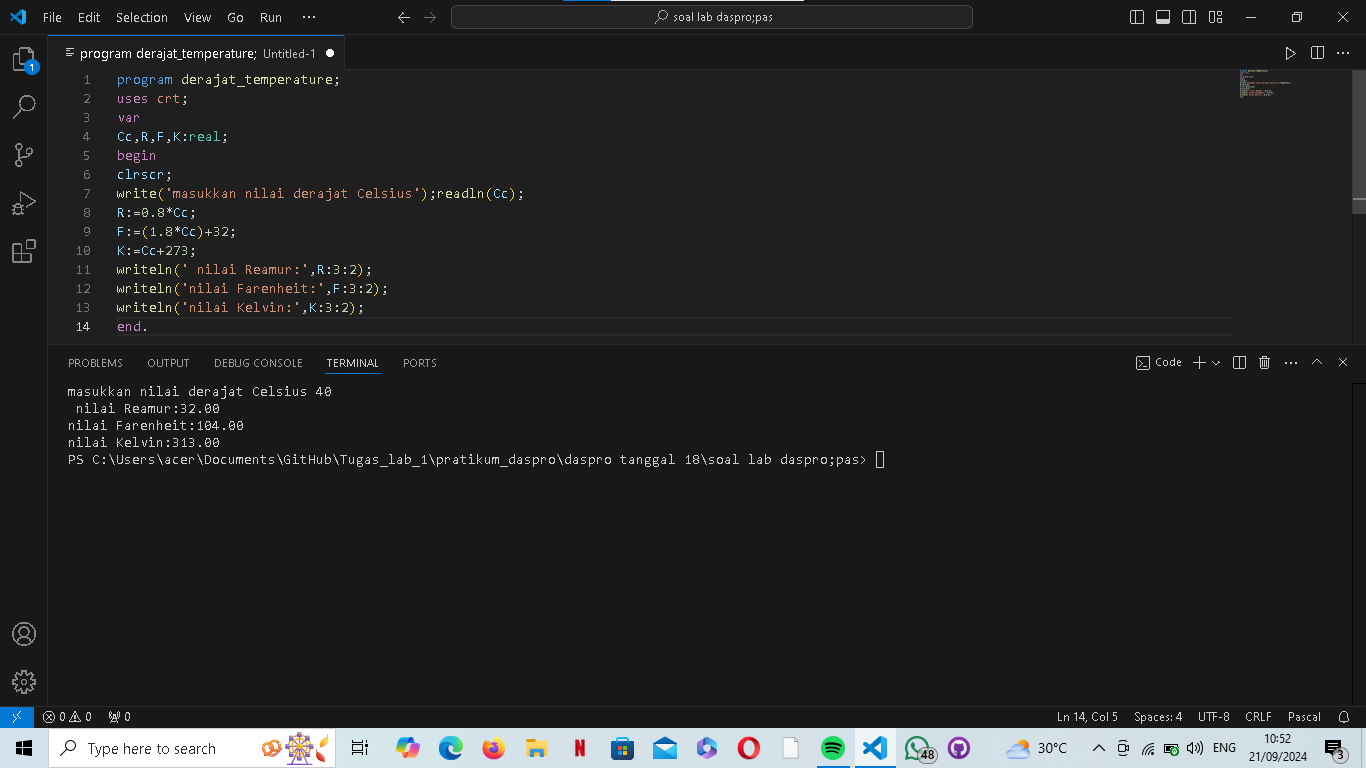 File Edit Selection View Go Run ···
soal lab daspro;pas
program derajat_temperature; Untitled-1
1 program derajat_temperature;
2 uses crt;
3 var
4 Cc,R,F,K:real;
5 begin
6 clrscr;
7 write('masukkan nilai derajat Celsius');readln(Cc);
8 R:=0.8*Cc;
9 F:=(1.8*Cc)+32;
10 K:=Cc+273;
11 writeln(' nilai Reamur:',R:3:2);
12 writeln('nilai Farenheit:',F:3:2);
13 writeln('nilai Kelvin:',K:3:2);
14 end.
1
PROBLEMS OUTPUT DEBUG CONSOLE TERMINAL PORTS
Code
masukkan nilai derajat Celsius 40
 nilai Reamur:32.00
nilai Farenheit:104.00
nilai Kelvin:313.00
PS C:\Users\acer\Documents\GitHub\Tugas_lab_1\pratikum_daspro\daspro tanggal 18\soal lab daspro;pas>
0 0 0
Ln 14, Col 5 Spaces: 4 UTF-8 CRLF Pascal
Type here to search
N
48
30°C
ENG
10:52
21/09/2024
3